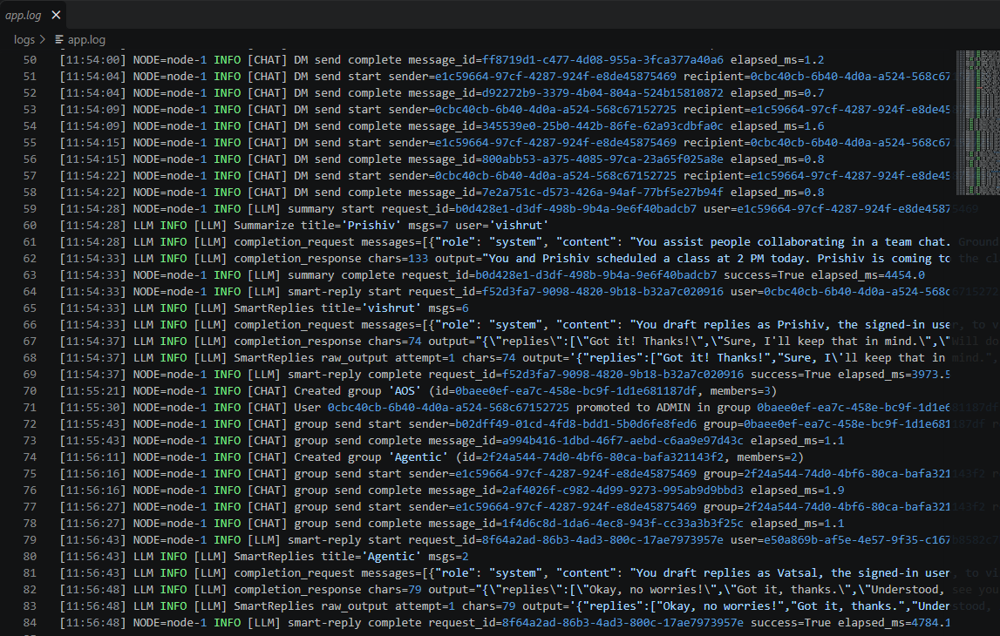 app.log
logs > app.log
50 [11:54:00] NODE=node-1 INFO [CHAT] DM send complete message_id=ff8719d1-c477-4d08-955a-3fca377a40a6 elapsed_ms=1.2
51 [11:54:04] NODE=node-1 INFO [CHAT] DM send start sender=e1c59664-97cf-4287-924f-e8de45875469 recipient=0cbc40cb-6b40-4d0a-a524-568c67
52 [11:54:04] NODE=node-1 INFO [CHAT] DM send complete message_id=d92272b9-3379-4b04-804a-524b15810872 elapsed_ms=0.7
53 [11:54:09] NODE=node-1 INFO [CHAT] DM send start sender=0cbc40cb-6b40-4d0a-a524-568c67152725 recipient=e1c59664-97cf-4287-924f-e8de45
54 [11:54:09] NODE=node-1 INFO [CHAT] DM send complete message_id=345539e0-25b0-442b-86fe-62a93cdbfa0c elapsed_ms=1.6
55 [11:54:15] NODE=node-1 INFO [CHAT] DM send start sender=e1c59664-97cf-4287-924f-e8de45875469 recipient=0cbc40cb-6b40-4d0a-a524-568c67
56 [11:54:15] NODE=node-1 INFO [CHAT] DM send complete message_id=800abb53-a375-4085-97ca-23a65f025a8e elapsed_ms=0.8
57 [11:54:22] NODE=node-1 INFO [CHAT] DM send start sender=0cbc40cb-6b40-4d0a-a524-568c67152725 recipient=e1c59664-97cf-4287-924f-e8de45
58 [11:54:22] NODE=node-1 INFO [CHAT] DM send complete message_id=7e2a751c-d573-426a-94af-77bf5e27b94f elapsed_ms=0.8
59 [11:54:28] NODE=node-1 INFO [LLM] summary start request_id=b0d428e1-d3df-498b-9b4a-9e6f40badcb7 user=e1c59664-97cf-4287-924f-e8de45875469
60 [11:54:28] LLM INFO [LLM] Summarize title='Prishiv' msgs=7 user='vishrut'
61 [11:54:28] LLM INFO [LLM] completion_request messages=[{"role": "system", "content": "You assist people collaborating in a team chat. Ground
62 [11:54:33] LLM INFO [LLM] completion_response chars=133 output="You and Prishiv scheduled a class at 2 PM today. Prishiv is coming to the cl
63 [11:54:33] NODE=node-1 INFO [LLM] summary complete request_id=b0d428e1-d3df-498b-9b4a-9e6f40badcb7 success=True elapsed_ms=4454.0
64 [11:54:33] NODE=node-1 INFO [LLM] smart-reply start request_id=f52d3fa7-9098-4820-9b18-b32a7c020916 user=0cbc40cb-6b40-4d0a-a524-568c6715272
65 [11:54:33] LLM INFO [LLM] SmartReplies title='vishrut' msgs=6
66 [11:54:33] LLM INFO [LLM] completion_request messages=[{"role": "system", "content": "You draft replies as Prishiv, the signed-in user, to vi
67 [11:54:37] LLM INFO [LLM] completion_response chars=74 output="{\"replies\":[\"Got it! Thanks!\",\"Sure, I'll keep that in mind.\",\"Will do
68 [11:54:37] LLM INFO [LLM] SmartReplies raw_output attempt=1 chars=74 output='{"replies":["Got it! Thanks!","Sure, I\'ll keep that in mind.",
69 [11:54:37] NODE=node-1 INFO [LLM] smart-reply complete request_id=f52d3fa7-9098-4820-9b18-b32a7c020916 success=True elapsed_ms=3973.5
70 [11:55:21] NODE=node-1 INFO [CHAT] Created group 'AOS' (id=0baee0ef-ea7c-458e-bc9f-1d1e681187df, members=3)
71 [11:55:30] NODE=node-1 INFO [CHAT] User 0cbc40cb-6b40-4d0a-a524-568c67152725 promoted to ADMIN in group 0baee0ef-ea7c-458e-bc9f-1d1e681187df
72 [11:55:43] NODE=node-1 INFO [CHAT] group send start sender=b02dff49-01cd-4fd8-bdd1-5b0d6fe8fed6 group=0baee0ef-ea7c-458e-bc9f-1d1e681187df r
73 [11:55:43] NODE=node-1 INFO [CHAT] group send complete message_id=a994b416-1dbd-46f7-aebd-c6aa9e97d43c elapsed_ms=1.1
74 [11:56:11] NODE=node-1 INFO [CHAT] Created group 'Agentic' (id=2f24a544-74d0-4bf6-80ca-bafa321143f2, members=2)
75 [11:56:16] NODE=node-1 INFO [CHAT] group send start sender=e1c59664-97cf-4287-924f-e8de45875469 group=2f24a544-74d0-4bf6-80ca-bafa321143f2 r
76 [11:56:16] NODE=node-1 INFO [CHAT] group send complete message_id=2af4026f-c982-4d99-9273-995ab9d9bbd3 elapsed_ms=1.9
77 [11:56:27] NODE=node-1 INFO [CHAT] group send start sender=e1c59664-97cf-4287-924f-e8de45875469 group=2f24a544-74d0-4bf6-80ca-bafa321143f2 r
78 [11:56:27] NODE=node-1 INFO [CHAT] group send complete message_id=1f4d6c8d-1da6-4ec8-943f-cc33a3b3f25c elapsed_ms=1.1
79 [11:56:43] NODE=node-1 INFO [LLM] smart-reply start request_id=8f64a2ad-86b3-4ad3-800c-17ae7973957e user=e50a869b-af5e-4e57-9f35-c167
80 [11:56:43] LLM INFO [LLM] SmartReplies title='Agentic' msgs=2
81 [11:56:43] LLM INFO [LLM] completion_request messages=[{"role": "system", "content": "You draft replies as Vatsal, the signed-in user, to vi
82 [11:56:48] LLM INFO [LLM] completion_response chars=79 output="{\"replies\":[\"Okay, no worries!\",\"Got it, thanks.\",\"Understood, see you
83 [11:56:48] LLM INFO [LLM] SmartReplies raw_output attempt=1 chars=79 output='{"replies":["Okay, no worries!","Got it, thanks.","Understood,
84 [11:56:48] NODE=node-1 INFO [LLM] smart-reply complete request_id=8f64a2ad-86b3-4ad3-800c-17ae7973957e success=True elapsed_ms=4784.1